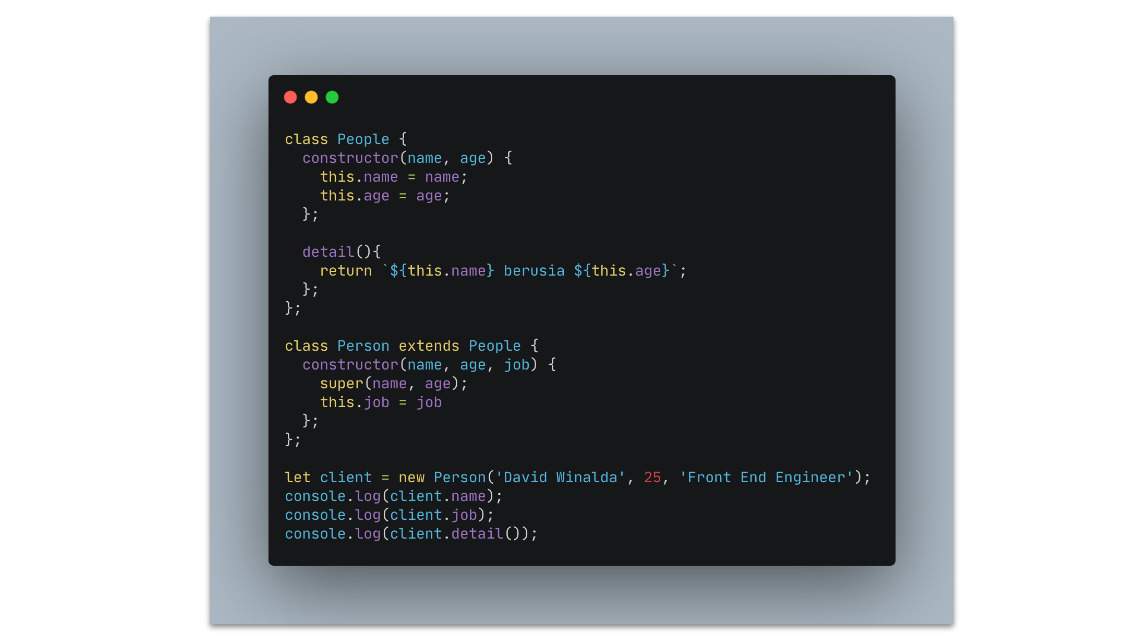 class People {
  constructor(name, age) {
    this.name = name;
    this.age = age;
  };

  detail(){
    return `${this.name} berusia ${this.age}`;
  };
};

class Person extends People {
  constructor(name, age, job) {
    super(name, age);
    this.job = job
  };
};

let client = new Person('David Winalda', 25, 'Front End Engineer');
console.log(client.name);
console.log(client.job);
console.log(client.detail());